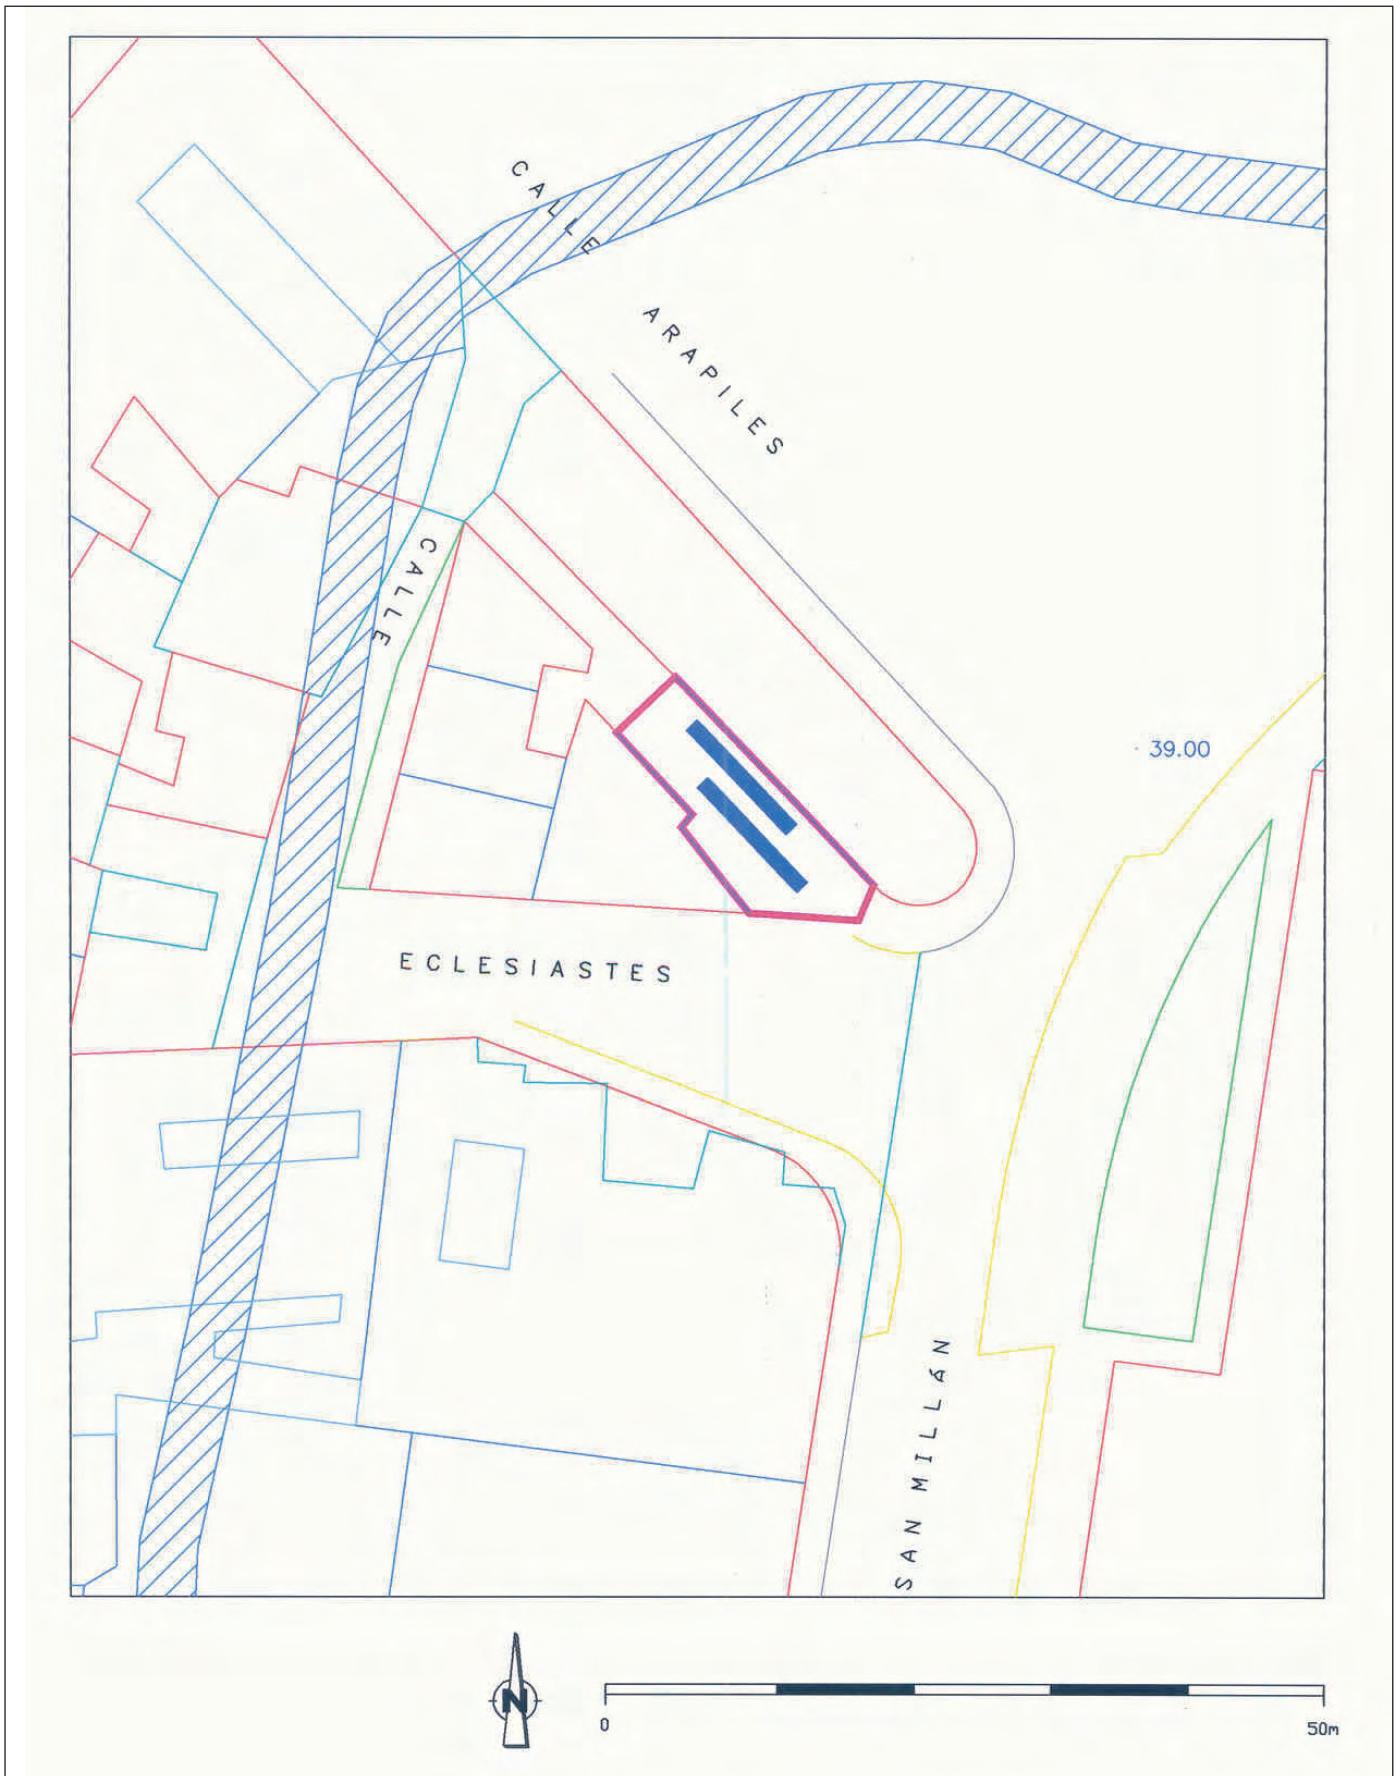 CALLE
ARAPILES
CALLE
39.00
ECLESIASTES
SAN MILLÁN
N
0
50m